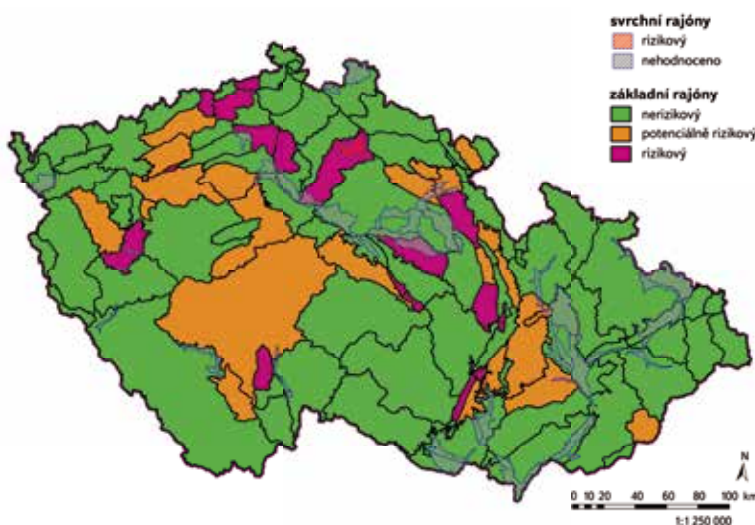 svrchní rajóny
rizikový
nehodnoceno
základní rajóny
nerizikový
potenciálně rizikový
rizikový
N
0 10 20 40 60 80 100 km
1:1 250 000